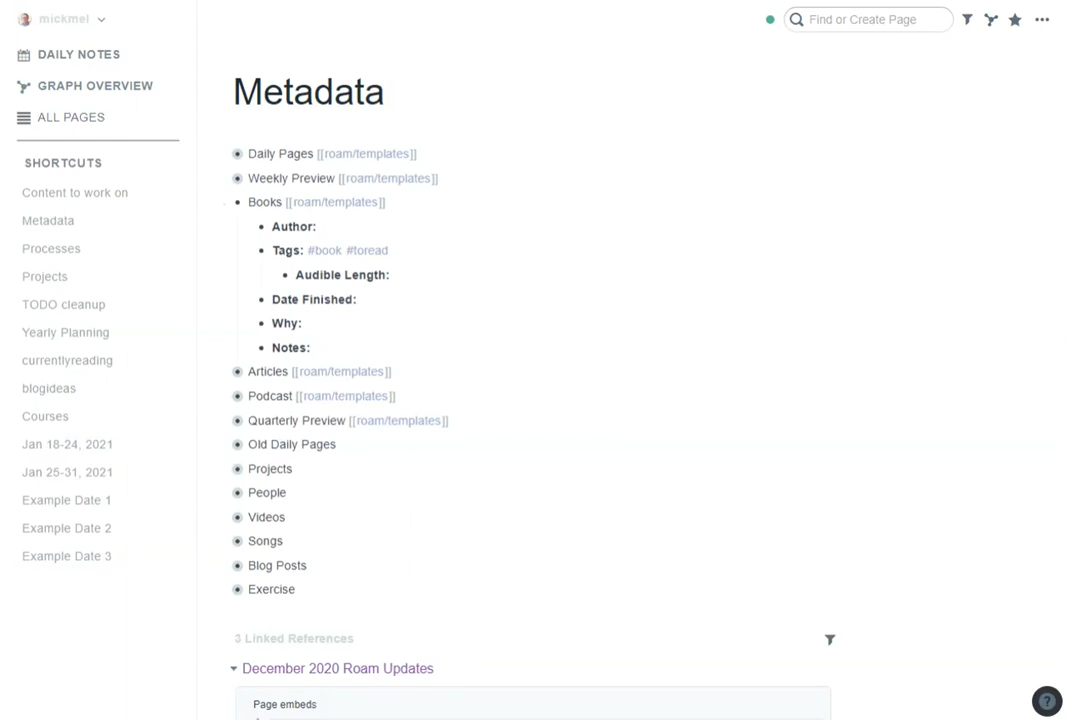 mickmel
Find or Create Page
DAILY NOTES
GRAPH OVERVIEW
ALL PAGES
SHORTCUTS
Content to work on
Metadata
Processes
Projects
TODO cleanup
Yearly Planning
currentlyreading
blogideas
Courses
Jan 18-24, 2021
Jan 25-31, 2021
Example Date 1
Example Date 2
Example Date 3
Metadata
Daily Pages [[roam/templates]]
Weekly Preview [[roam/templates]]
Books [[roam/templates]]
Author:
Tags: #book #toread
Audible Length:
Date Finished:
Why:
Notes:
Articles [[roam/templates]]
Podcast [[roam/templates]]
Quarterly Preview [[roam/templates]]
Old Daily Pages
Projects
People
Videos
Songs
Blog Posts
Exercise
3 Linked References
December 2020 Roam Updates
Page embeds
?